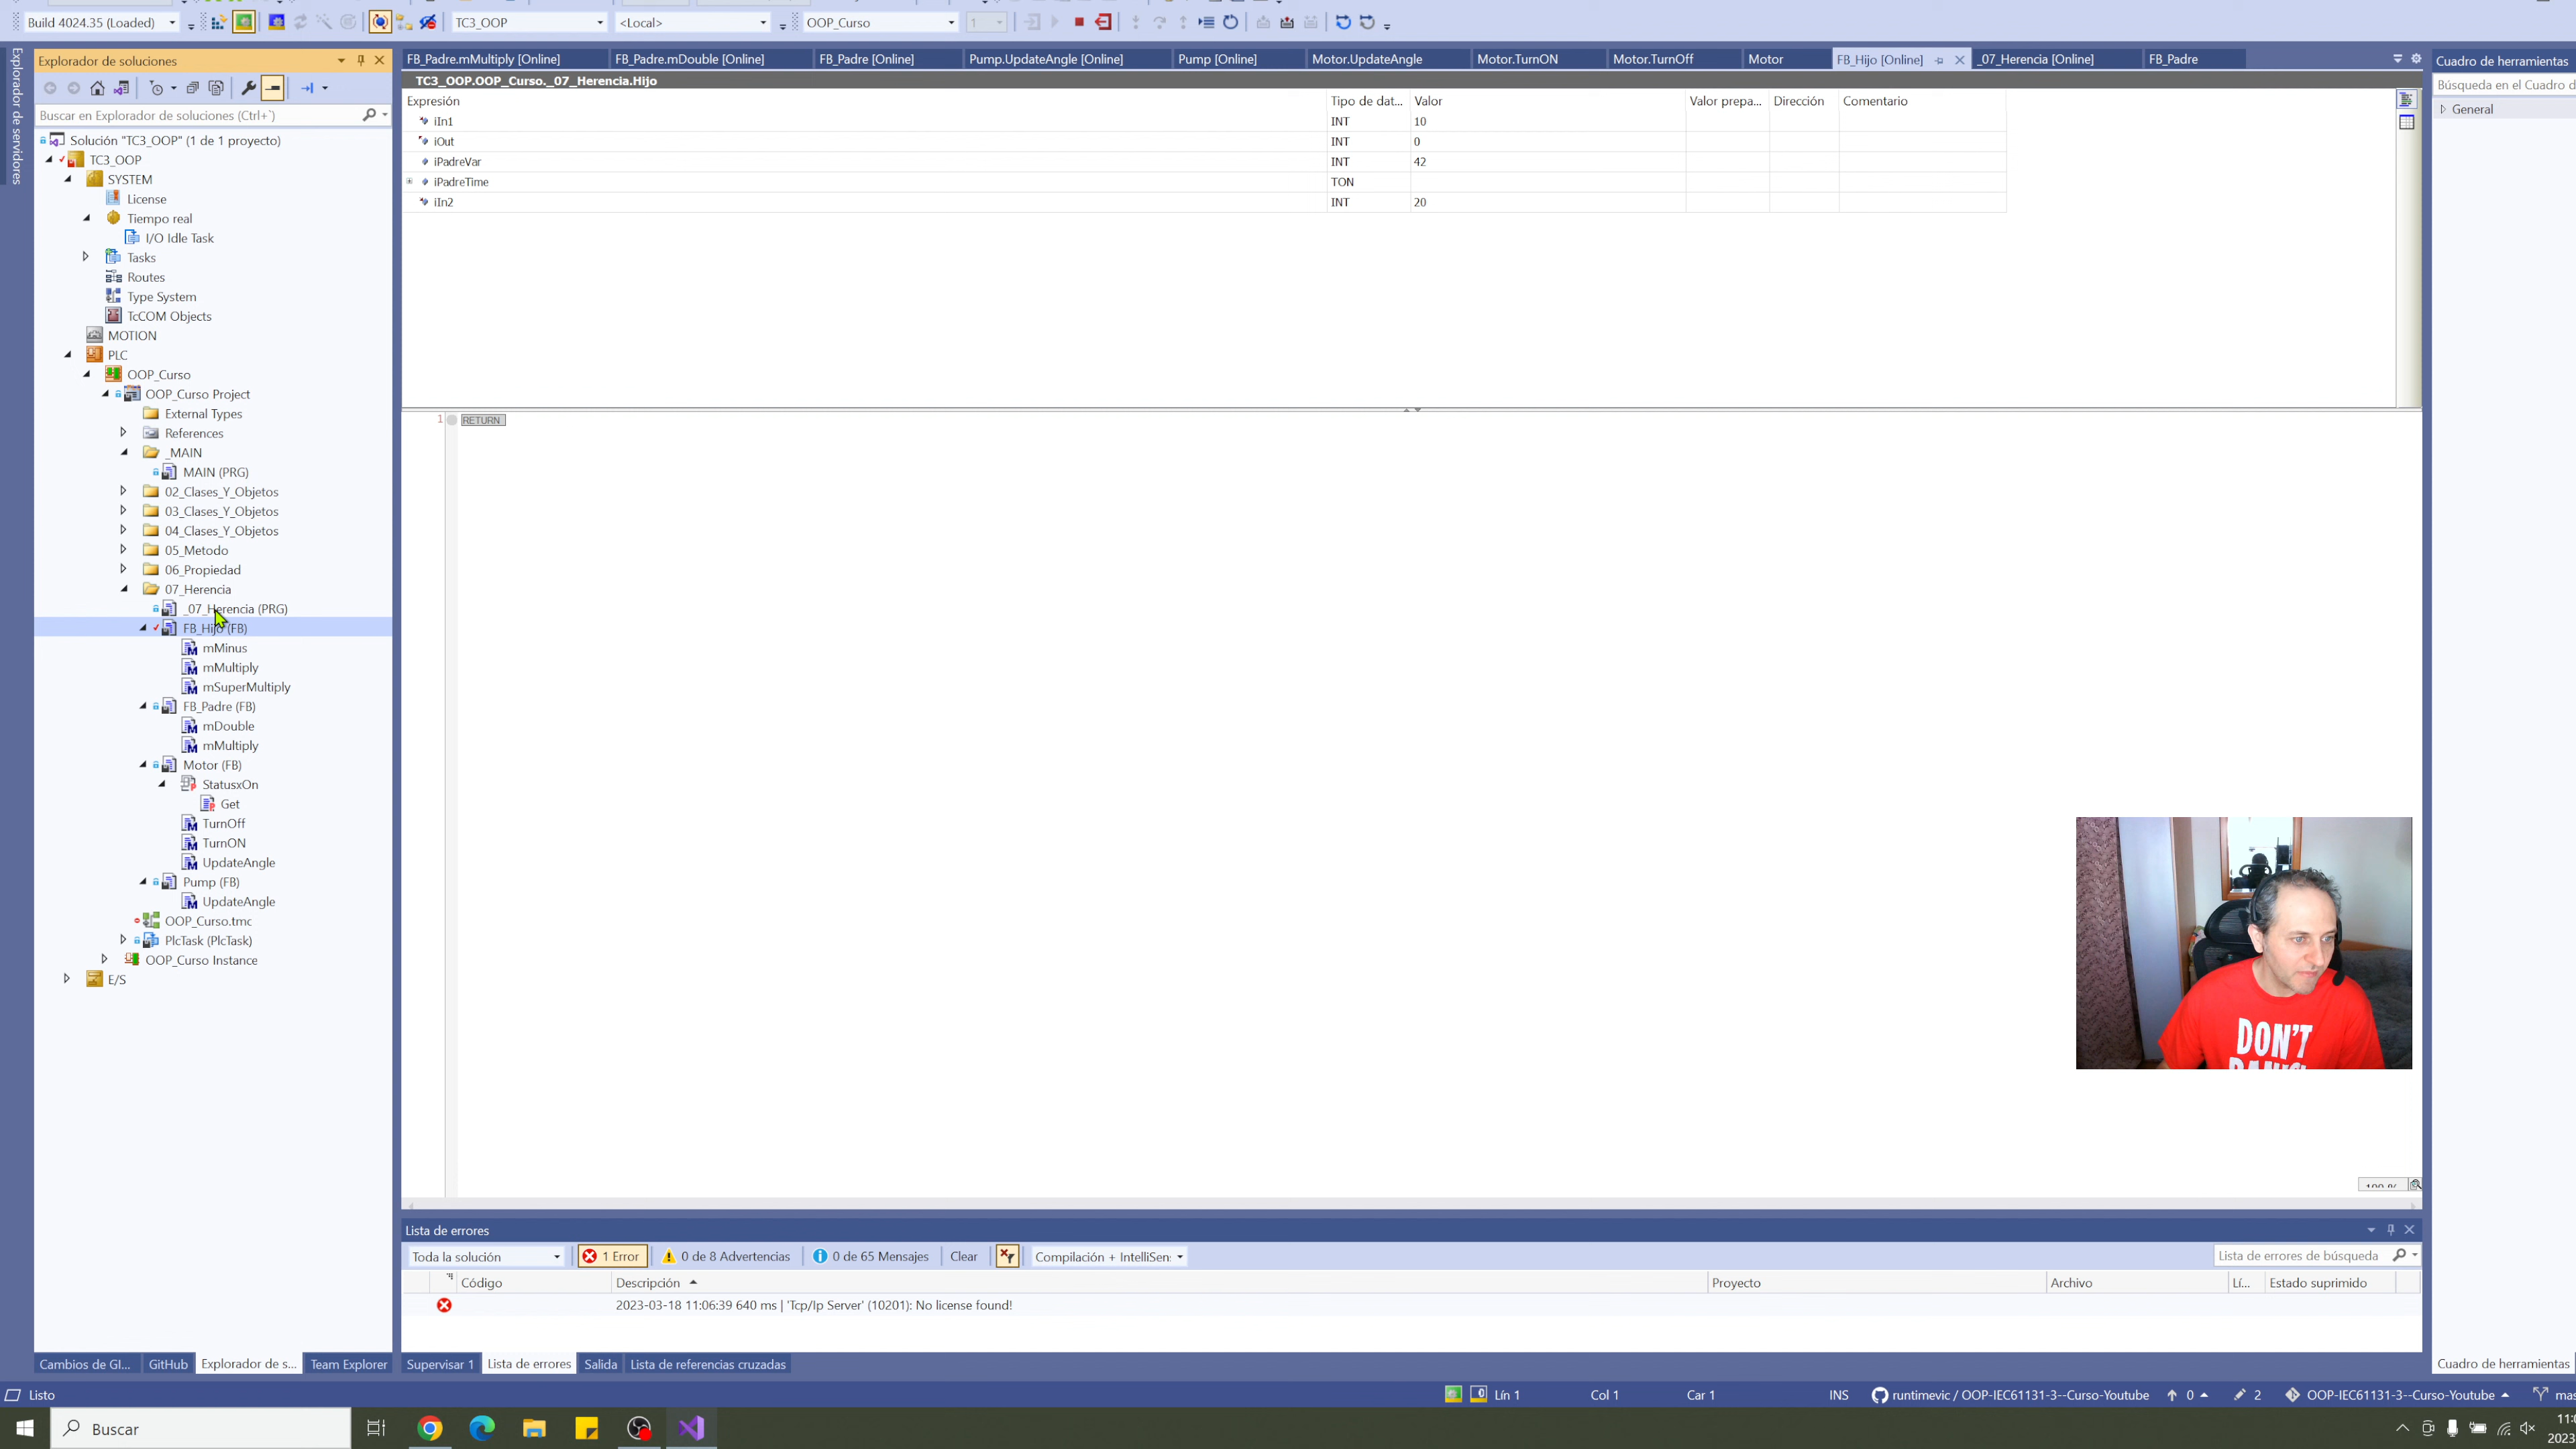 Build 4024.35 (Loaded)
TC3_OOP
<Local>
OOP_Curso
1
Explorador de servidores
Explorador de soluciones
Buscar en Explorador de soluciones (Ctrl+`)
Solución "TC3_OOP" (1 de 1 proyecto)
TC3_OOP
SYSTEM
License
Tiempo real
I/O Idle Task
Tasks
Routes
Type System
TcCOM Objects
MOTION
PLC
OOP_Curso
OOP_Curso Project
External Types
References
_MAIN
MAIN (PRG)
02_Clases_Y_Objetos
03_Clases_Y_Objetos
04_Clases_Y_Objetos
05_Metodo
06_Propiedad
07_Herencia
_07_Herencia (PRG)
FB_Hijo (FB)
mMinus
mMultiply
mSuperMultiply
FB_Padre (FB)
mDouble
mMultiply
Motor (FB)
StatusxOn
Get
TurnOff
TurnON
UpdateAngle
Pump (FB)
UpdateAngle
OOP_Curso.tmc
PlcTask (PlcTask)
OOP_Curso Instance
E/S
Cambios de GI... GitHub Explorador de s... Team Explorer
FB_Padre.mMultiply [Online] FB_Padre.mDouble [Online] FB_Padre [Online] Pump.UpdateAngle [Online] Pump [Online] Motor.UpdateAngle Motor.TurnON Motor.TurnOff Motor FB_Hijo [Online] _07_Herencia [Online] FB_Padre
TC3_OOP.OOP_Curso._07_Herencia.Hijo
Expresión Tipo de dat... Valor Valor prepa... Dirección Comentario
iIn1 INT 10
iOut INT 0
iPadreVar INT 42
iPadreTime TON
iIn2 INT 20
1 RETURN
DON'T
Lista de errores
Toda la solución 1 Error 0 de 8 Advertencias 0 de 65 Mensajes Clear Compilación + IntelliSen: Lista de errores de búsqueda
Código Descripción Proyecto Archivo Lí... Estado suprimido
2023-03-18 11:06:39 640 ms | 'Tcp/Ip Server' (10201): No license found!
Supervisar 1 Lista de errores Salida Lista de referencias cruzadas
Cuadro de herramientas
Búsqueda en el Cuadro d
General
Cuadro de herramientas
Listo Lín 1 Col 1 Car 1 INS runtimevic / OOP-IEC61131-3--Curso-Youtube 0 2 OOP-IEC61131-3--Curso-Youtube mas
Buscar
11:
2023